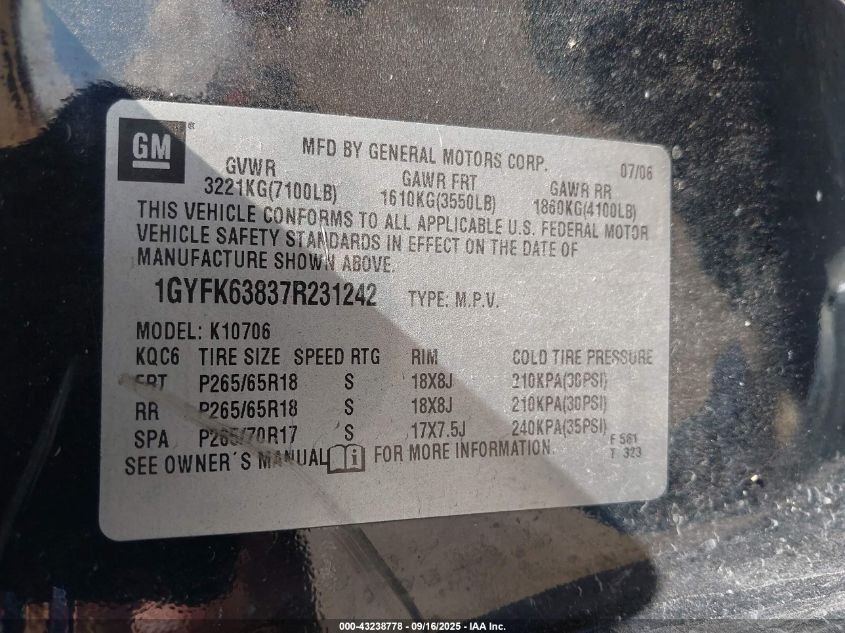 GM ®
MFD BY GENERAL MOTORS CORP. 07/06
GVWR GAWR FRT GAWR RR
3221KG(7100LB) 1610KG(3550LB) 1860KG(4100LB)
THIS VEHICLE CONFORMS TO ALL APPLICABLE U.S. FEDERAL MOTOR
VEHICLE SAFETY STANDARDS IN EFFECT ON THE DATE OF
MANUFACTURE SHOWN ABOVE.
1GYFK63837R231242 TYPE: M.P.V.
MODEL: K10706
KQC6 TIRE SIZE SPEED RTG RIM COLD TIRE PRESSURE
FRT P265/65R18 S 18X8J 210KPA(30PSI)
RR P265/65R18 S 18X8J 210KPA(30PSI)
SPA P265/70R17 S 17X7.5J 240KPA(35PSI)
SEE OWNER´S MANUAL i FOR MORE INFORMATION.
F 581
T 323
000-43238778 - 09/16/2025 - IAA Inc.